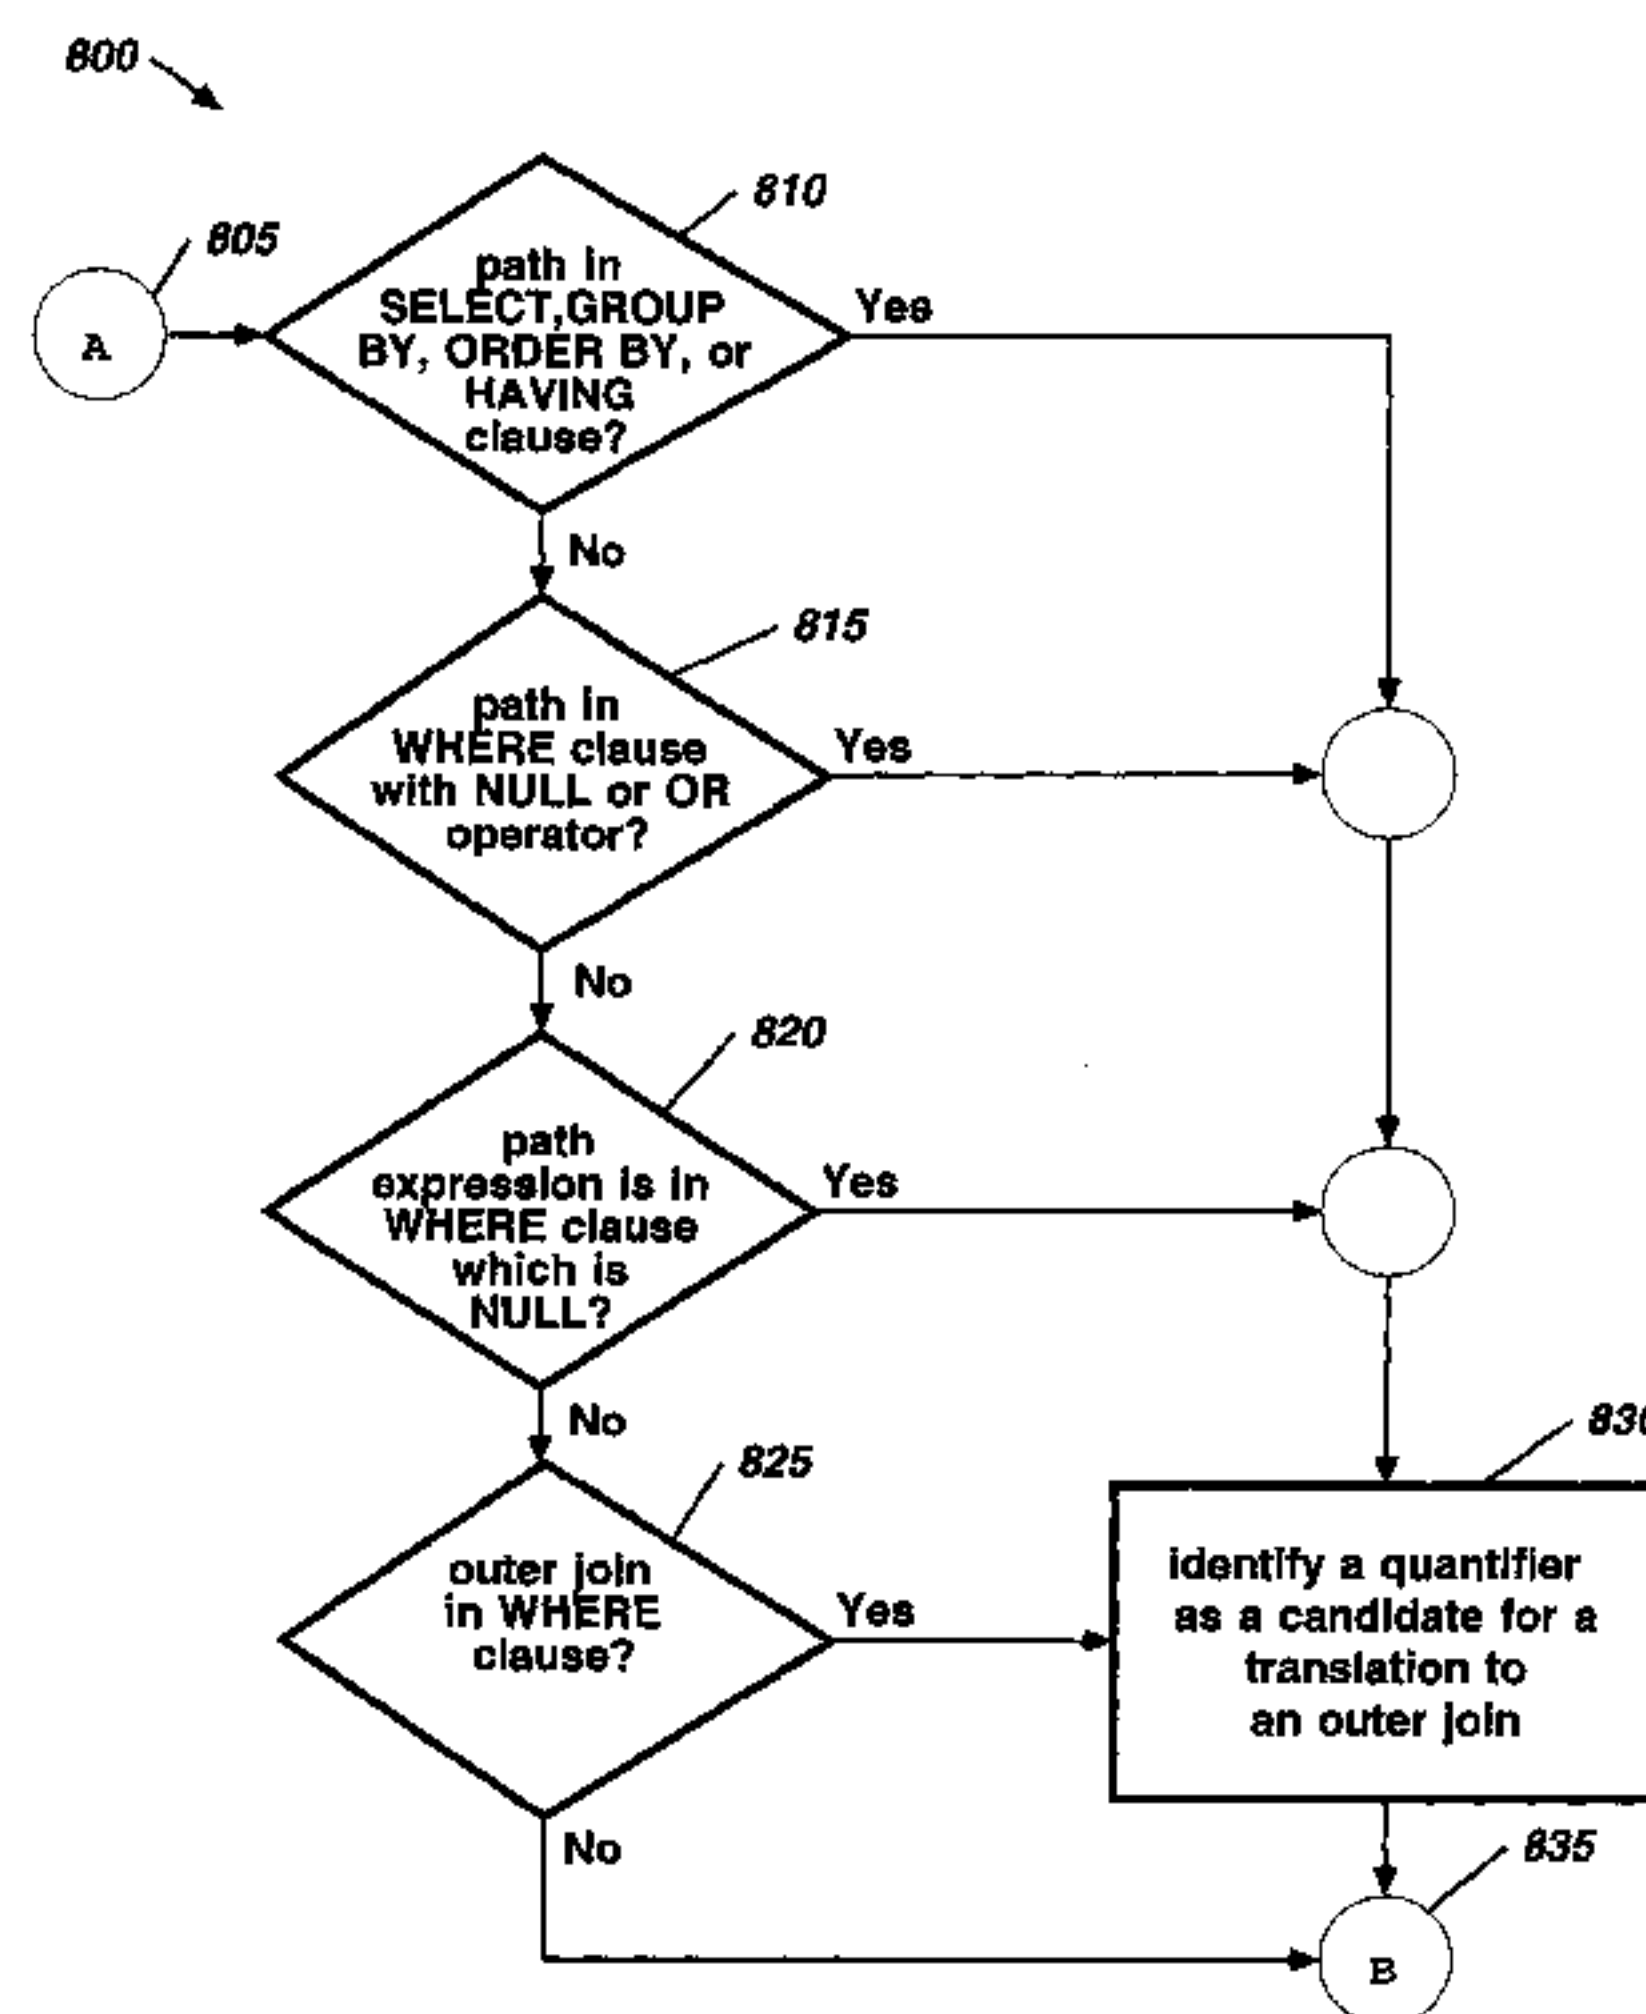 800
810
805
A
path in
SELECT,GROUP
BY, ORDER BY, or
HAVING
clause?
Yes
No
815
path in
WHERE clause
with NULL or OR
operator?
Yes
No
820
path
expression is in
WHERE clause
which is
NULL?
Yes
No
825
830
outer join
in WHERE
clause?
Yes
identify a quantifier
as a candidate for a
translation to
an outer join
No
835
B